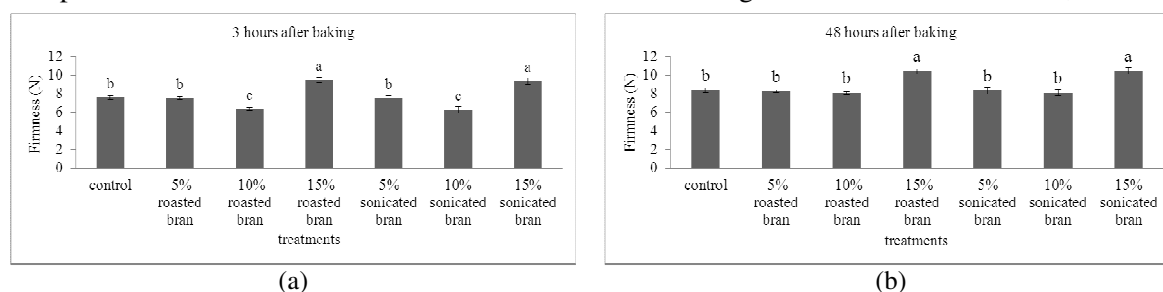 3 hours after baking
Firmness (N)
12
10
8
6
4
2
0
b b c a b c a
control 5% 10% 15% 5% 10% 15%
roasted roasted roasted sonicated sonicated sonicated
bran bran bran bran bran bran
treatments
(a)
48 hours after baking
Firmness (N)
12
10
8
6
4
2
0
b b b a b b a
control 5% 10% 15% 5% 10% 15%
roasted roasted roasted sonicated sonicated sonicated
bran bran bran bran bran bran
treatments
(b)